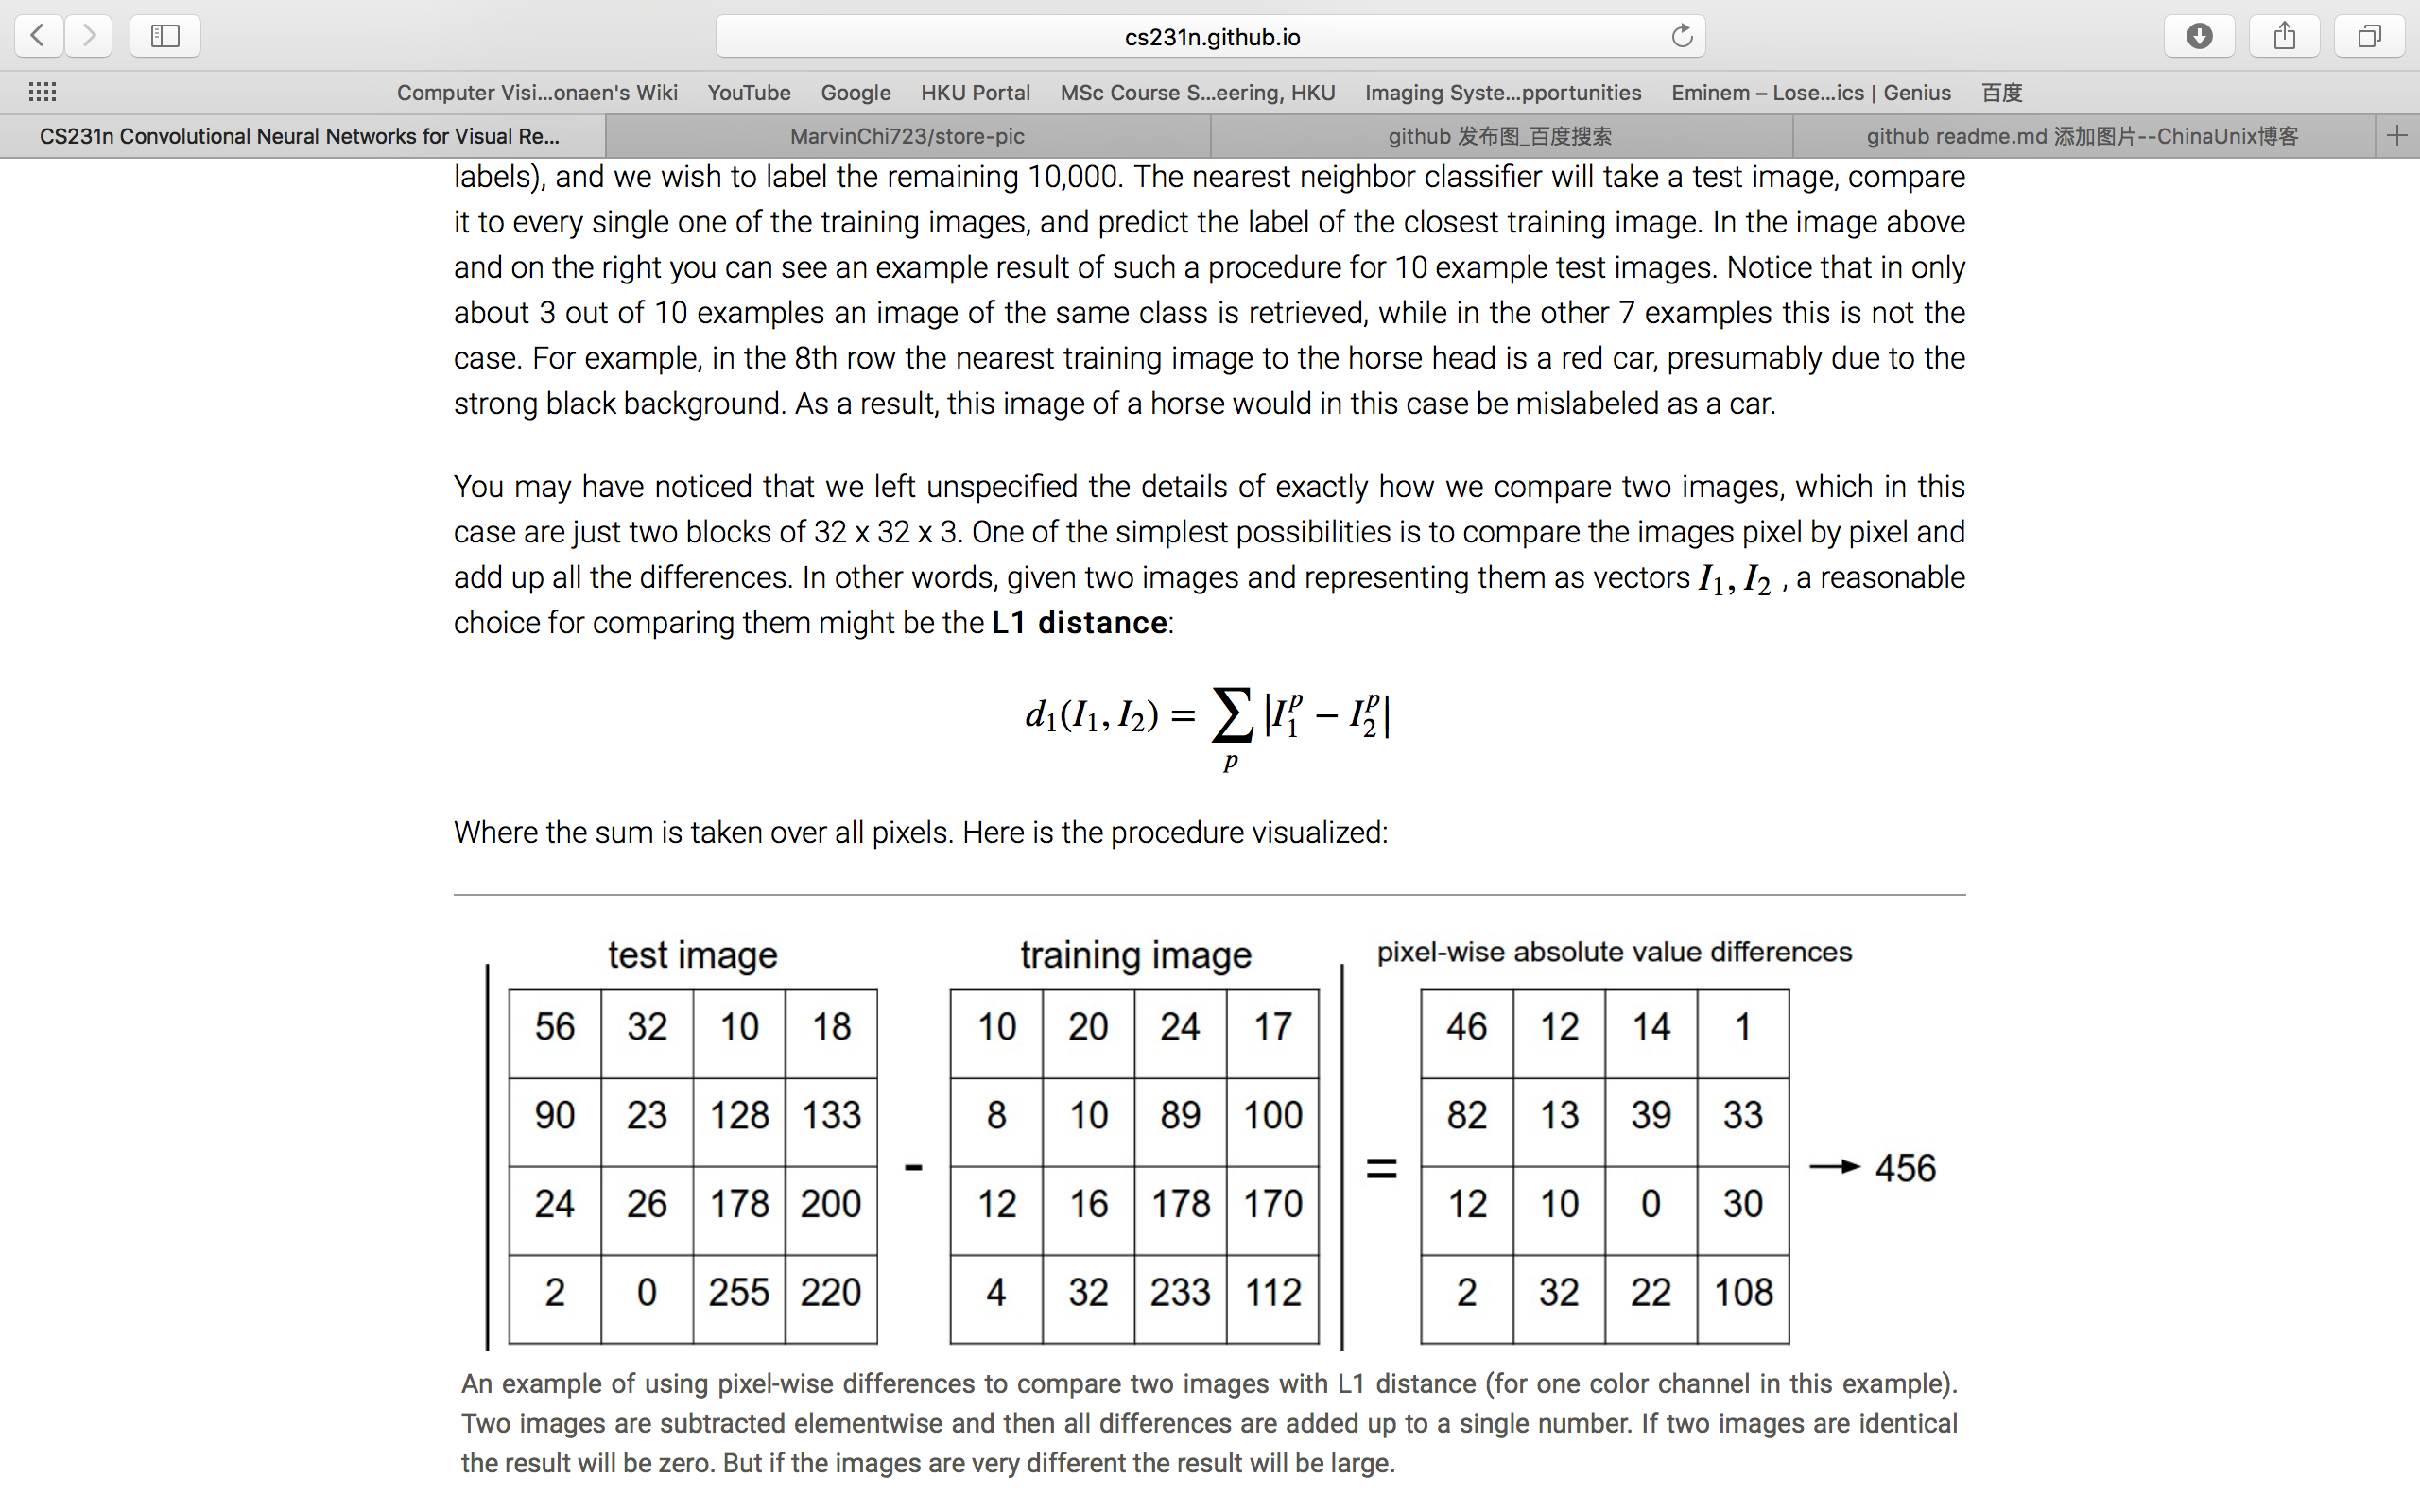 cs231n.github.io
Computer Visi...onaen's Wiki YouTube Google HKU Portal MSc Course S...eering, HKU Imaging Syste...pportunities Eminem – Lose...ics | Genius 百度
CS231n Convolutional Neural Networks for Visual Re... MarvinChi723/store-pic github 发布图_百度搜索 github readme.md 添加图片--ChinaUnix博客
labels), and we wish to label the remaining 10,000. The nearest neighbor classifier will take a test image, compare
it to every single one of the training images, and predict the label of the closest training image. In the image above
and on the right you can see an example result of such a procedure for 10 example test images. Notice that in only
about 3 out of 10 examples an image of the same class is retrieved, while in the other 7 examples this is not the
case. For example, in the 8th row the nearest training image to the horse head is a red car, presumably due to the
strong black background. As a result, this image of a horse would in this case be mislabeled as a car.
You may have noticed that we left unspecified the details of exactly how we compare two images, which in this
case are just two blocks of 32 x 32 x 3. One of the simplest possibilities is to compare the images pixel by pixel and
add up all the differences. In other words, given two images and representing them as vectors I₁, I₂ , a reasonable
choice for comparing them might be the L1 distance:
d₁(I₁, I₂) = ∑ₚ |I₁ᵖ − I₂ᵖ|
Where the sum is taken over all pixels. Here is the procedure visualized:
test image training image pixel-wise absolute value differences
56 32 10 18 10 20 24 17 46 12 14 1
90 23 128 133 8 10 89 100 82 13 39 33
- = → 456
24 26 178 200 12 16 178 170 12 10 0 30
2 0 255 220 4 32 233 112 2 32 22 108
An example of using pixel-wise differences to compare two images with L1 distance (for one color channel in this example).
Two images are subtracted elementwise and then all differences are added up to a single number. If two images are identical
the result will be zero. But if the images are very different the result will be large.